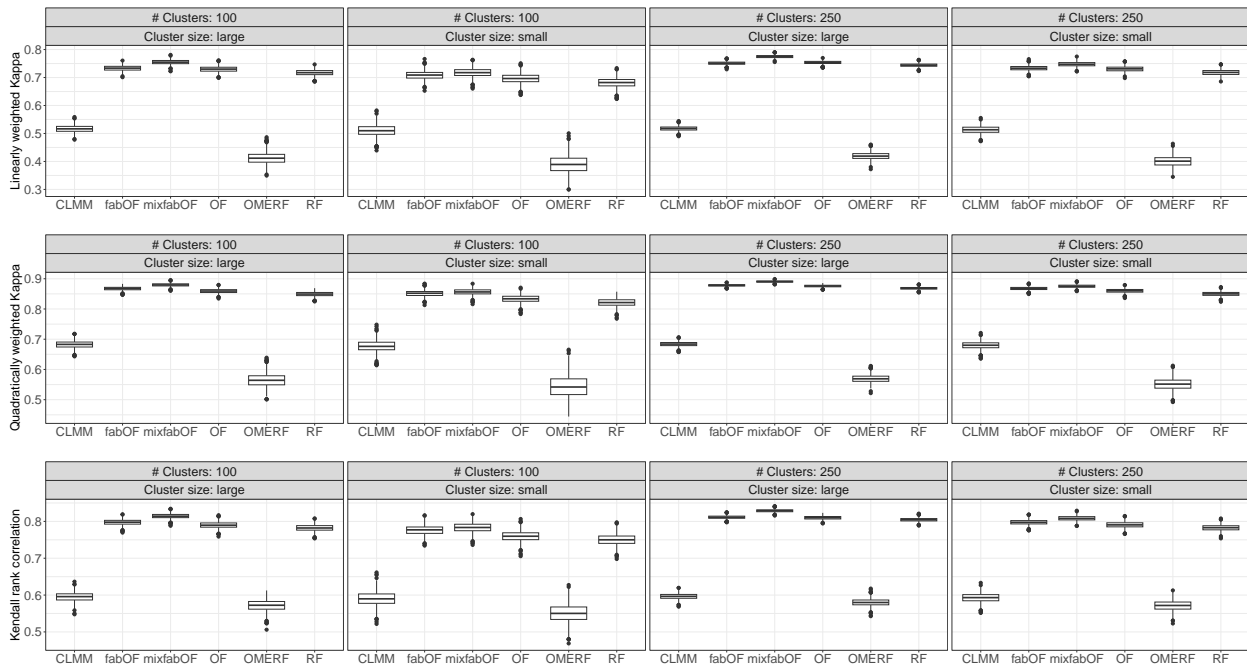 # Clusters: 100 # Clusters: 100 # Clusters: 250 # Clusters: 250
Cluster size: large Cluster size: small Cluster size: large Cluster size: small
Linearly weighted Kappa
0.8
0.7
0.6
0.5
0.4
0.3
CLMM fabOF mixfabOF OF OMERF RF CLMM fabOF mixfabOF OF OMERF RF CLMM fabOF mixfabOF OF OMERF RF CLMM fabOF mixfabOF OF OMERF RF
# Clusters: 100 # Clusters: 100 # Clusters: 250 # Clusters: 250
Cluster size: large Cluster size: small Cluster size: large Cluster size: small
Quadratically weighted Kappa
0.9
0.8
0.7
0.6
0.5
CLMM fabOF mixfabOF OF OMERF RF CLMM fabOF mixfabOF OF OMERF RF CLMM fabOF mixfabOF OF OMERF RF CLMM fabOF mixfabOF OF OMERF RF
# Clusters: 100 # Clusters: 100 # Clusters: 250 # Clusters: 250
Cluster size: large Cluster size: small Cluster size: large Cluster size: small
Kendall rank correlation
0.8
0.7
0.6
0.5
CLMM fabOF mixfabOF OF OMERF RF CLMM fabOF mixfabOF OF OMERF RF CLMM fabOF mixfabOF OF OMERF RF CLMM fabOF mixfabOF OF OMERF RF